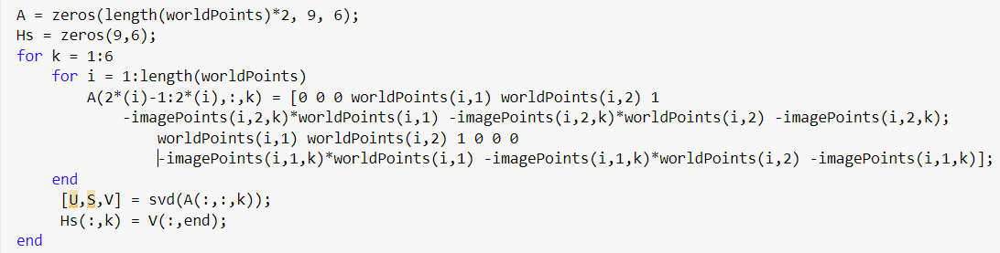 A = zeros(length(worldPoints)*2, 9, 6);
Hs = zeros(9,6);
for k = 1:6
    for i = 1:length(worldPoints)
        A(2*(i)-1:2*(i),:,k) = [0 0 0 worldPoints(i,1) worldPoints(i,2) 1
            -imagePoints(i,2,k)*worldPoints(i,1) -imagePoints(i,2,k)*worldPoints(i,2) -imagePoints(i,2,k);
                worldPoints(i,1) worldPoints(i,2) 1 0 0 0
                -imagePoints(i,1,k)*worldPoints(i,1) -imagePoints(i,1,k)*worldPoints(i,2) -imagePoints(i,1,k)];
    end
     [U,S,V] = svd(A(:,:,k));
     Hs(:,k) = V(:,end);
end